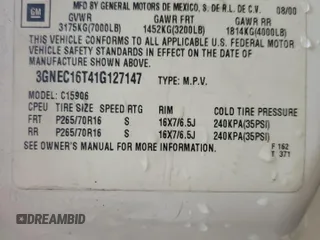 GM
MFD BY GENERAL MOTORS DE MEXICO, S. DE R.L. DE C.V. 08/00
GVWR GAWR FRT GAWR RR
3175KG(7000LB) 1452KG(3200LB) 1814KG(4000LB)
THIS VEHICLE CONFORMS TO ALL APPLICABLE U.S. FEDERAL MOTOR
VEHICLE SAFETY STANDARDS IN EFFECT ON THE DATE OF
MANUFACTURE SHOWN ABOVE.
3GNEC16T41G127147 TYPE: M.P.V.
MODEL: C15906
CPEU TIRE SIZE SPEED RTG RIM COLD TIRE PRESSURE
FRT P265/70R16 S 16X7/6.5J 240KPA(35PSI)
RR P265/70R16 S 16X7/6.5J 240KPA(35PSI)
SEE OWNER'S MANUAL FOR MORE INFORMATION.
F 162
T 371
DREAMBID